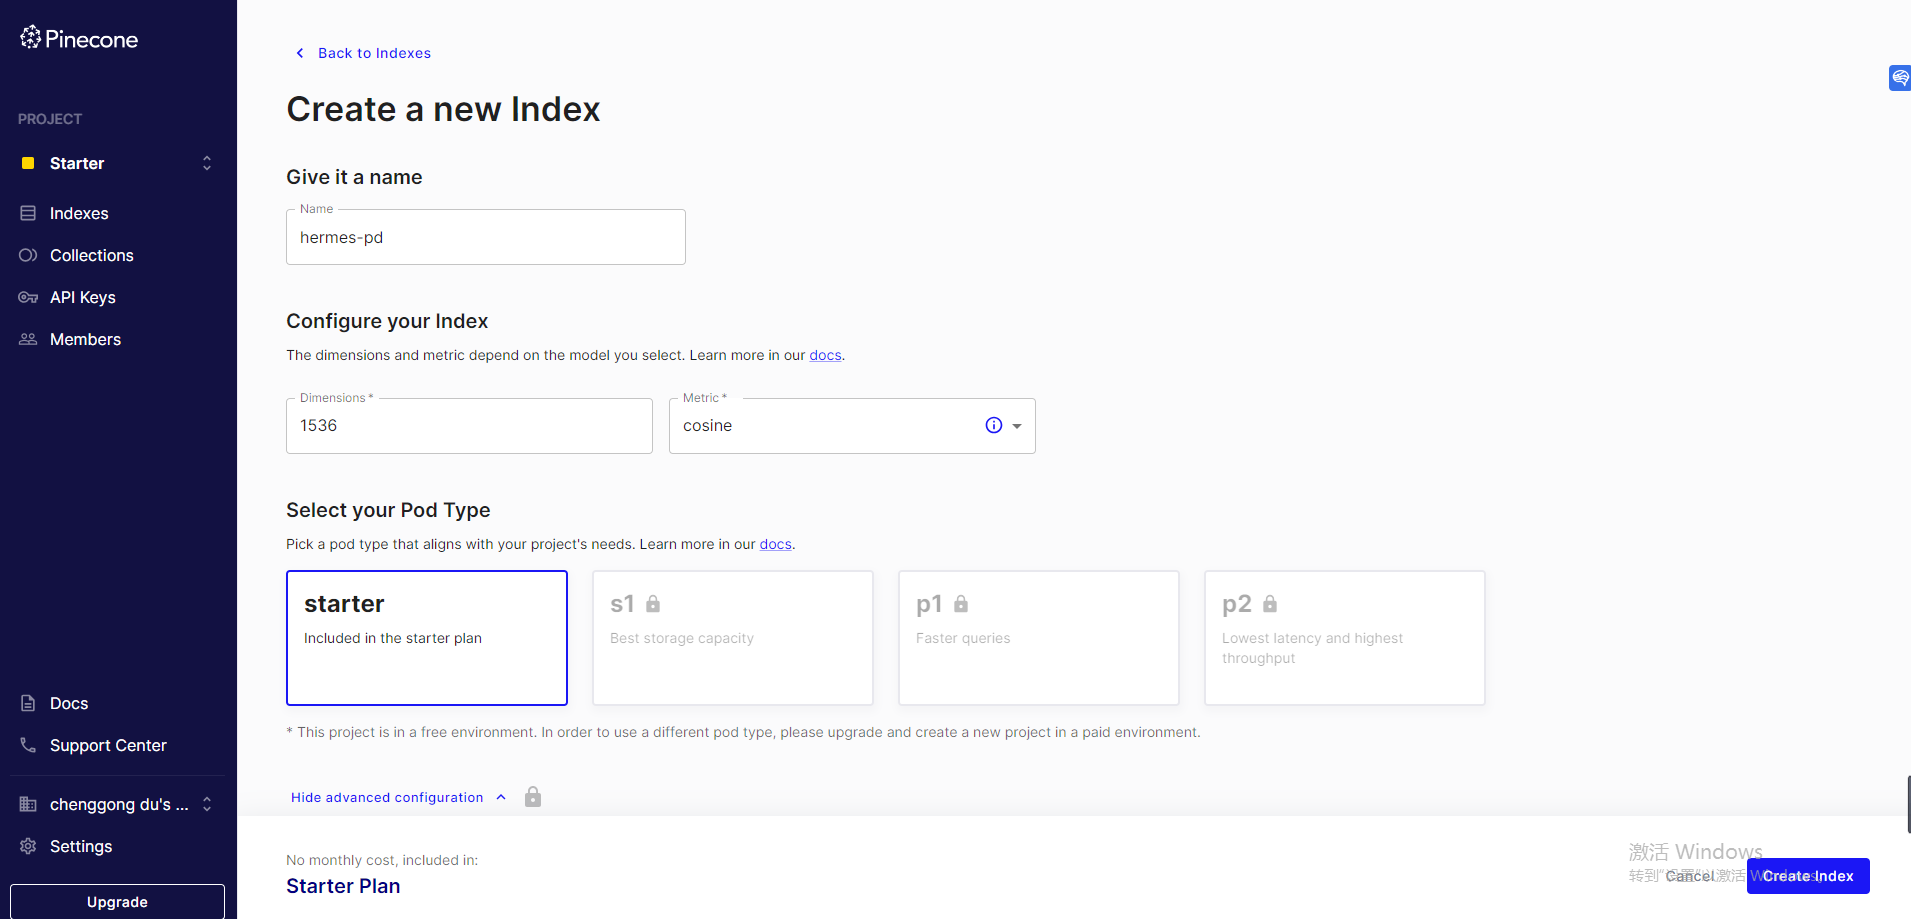 Pinecone
PROJECT
Starter
Indexes
Collections
API Keys
Members
Docs
Support Center
chenggong du's ...
Settings
Upgrade
Back to Indexes
Create a new Index
Give it a name
Name
hermes-pd
Configure your Index
The dimensions and metric depend on the model you select. Learn more in our docs.
Dimensions *
1536
Metric *
cosine
Select your Pod Type
Pick a pod type that aligns with your project's needs. Learn more in our docs.
starter
Included in the starter plan
s1
Best storage capacity
p1
Faster queries
p2
Lowest latency and highest
throughput
* This project is in a free environment. In order to use a different pod type, please upgrade and create a new project in a paid environment.
Hide advanced configuration
No monthly cost, included in:
Starter Plan
激活 Windows
转到"设置"以激活 Windows。
Cancel
Create Index